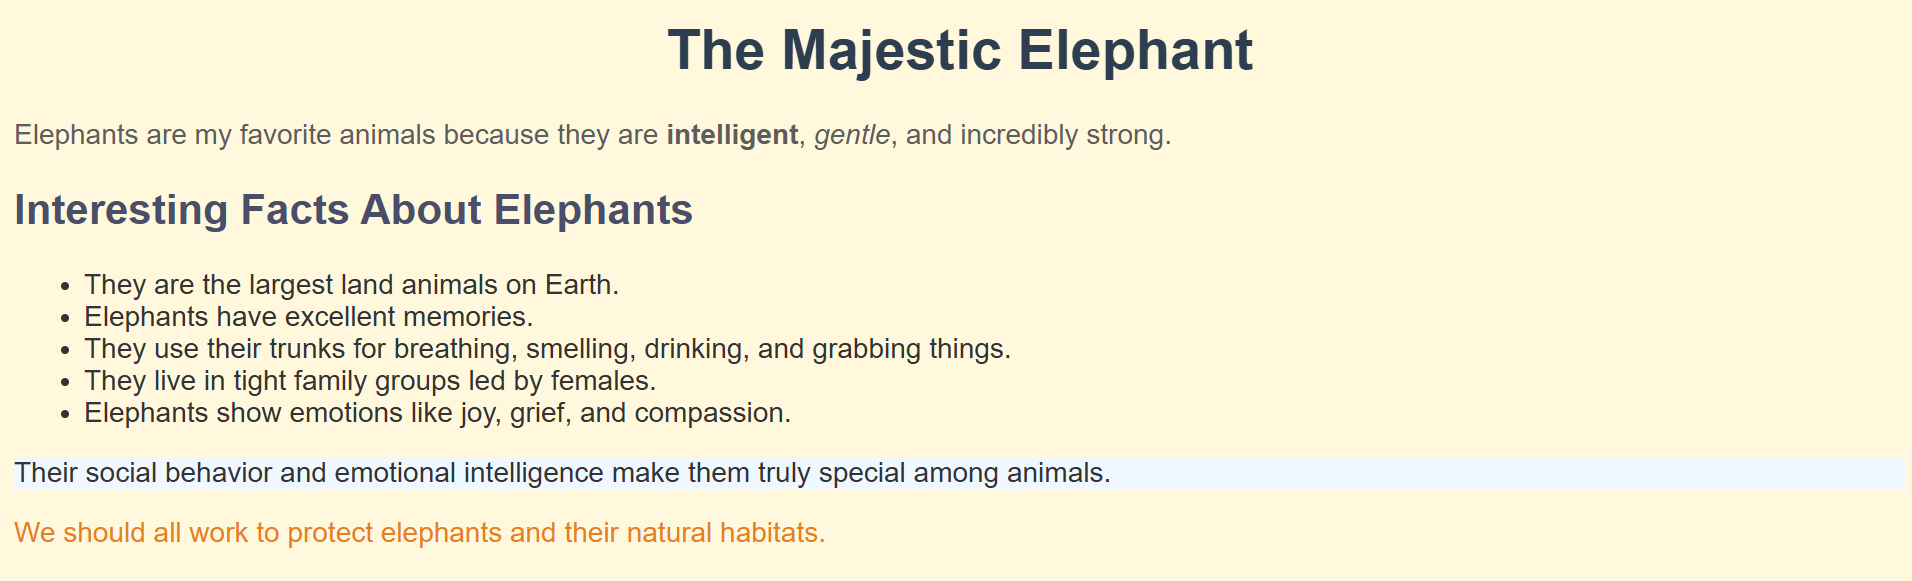 The Majestic Elephant
Elephants are my favorite animals because they are intelligent, gentle, and incredibly strong.
Interesting Facts About Elephants
• They are the largest land animals on Earth.
• Elephants have excellent memories.
• They use their trunks for breathing, smelling, drinking, and grabbing things.
• They live in tight family groups led by females.
• Elephants show emotions like joy, grief, and compassion.
Their social behavior and emotional intelligence make them truly special among animals.
We should all work to protect elephants and their natural habitats.